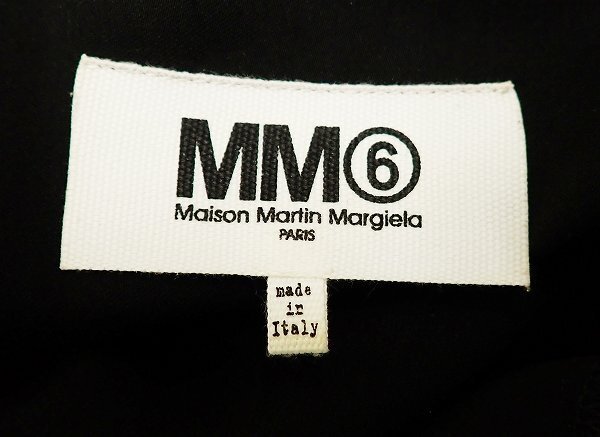 MM⑥
Maison Martin Margiela
PARIS
made
in
Italy